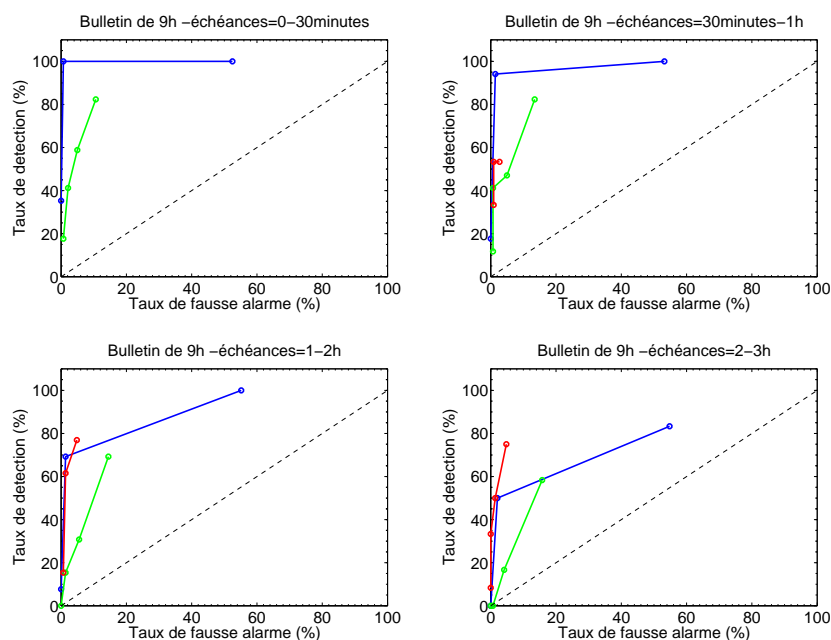 Bulletin de 9h −échéances=0−30minutes
100
80
60
40
20
0
Taux de detection (%)
0 20 40 60 80 100
Taux de fausse alarme (%)
Bulletin de 9h −échéances=30minutes−1h
100
80
60
40
20
0
Taux de detection (%)
0 20 40 60 80 100
Taux de fausse alarme (%)
Bulletin de 9h −échéances=1−2h
100
80
60
40
20
0
Taux de detection (%)
0 20 40 60 80 100
Taux de fausse alarme (%)
Bulletin de 9h −échéances=2−3h
100
80
60
40
20
0
Taux de detection (%)
0 20 40 60 80 100
Taux de fausse alarme (%)